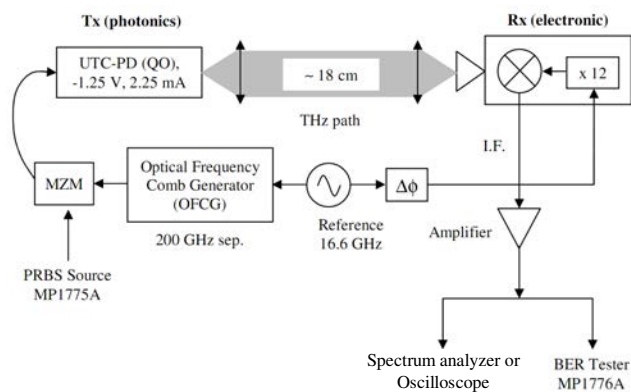 Tx (photonics)
Rx (electronic)
UTC-PD (QO),
-1.25 V, 2.25 mA
~ 18 cm
x 12
THz path
I.F.
MZM
Optical Frequency
Comb Generator
(OFCG)
Δϕ
200 GHz sep.
Reference
16.6 GHz
Amplifier
PRBS Source
MP1775A
Spectrum analyzer or
Oscilloscope
BER Tester
MP1776A